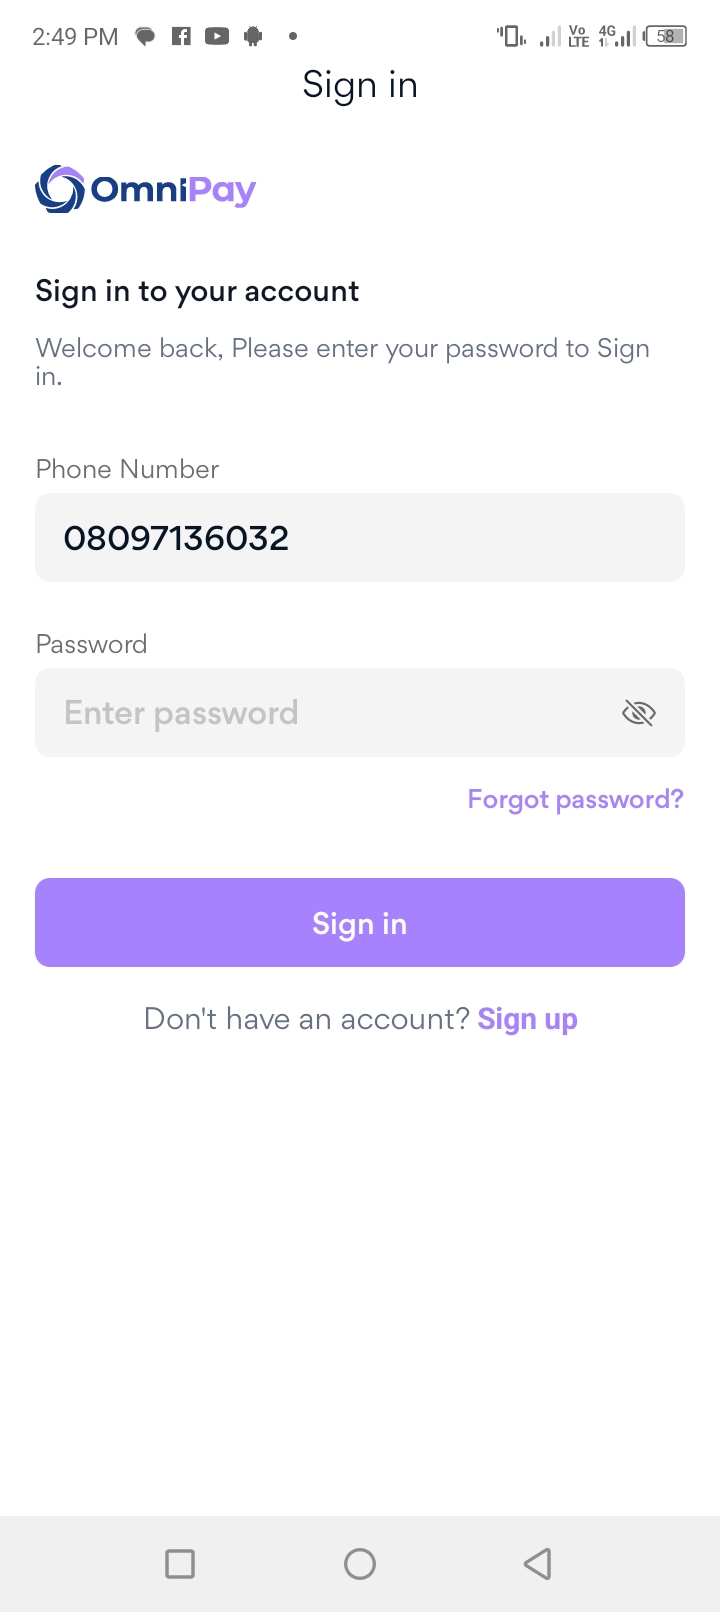 2:49 PM
Vo LTE 4G 58
Sign in
OmniPay
Sign in to your account
Welcome back, Please enter your password to Sign
in.
Phone Number
08097136032
Password
Enter password
Forgot password?
Sign in
Don't have an account? Sign up